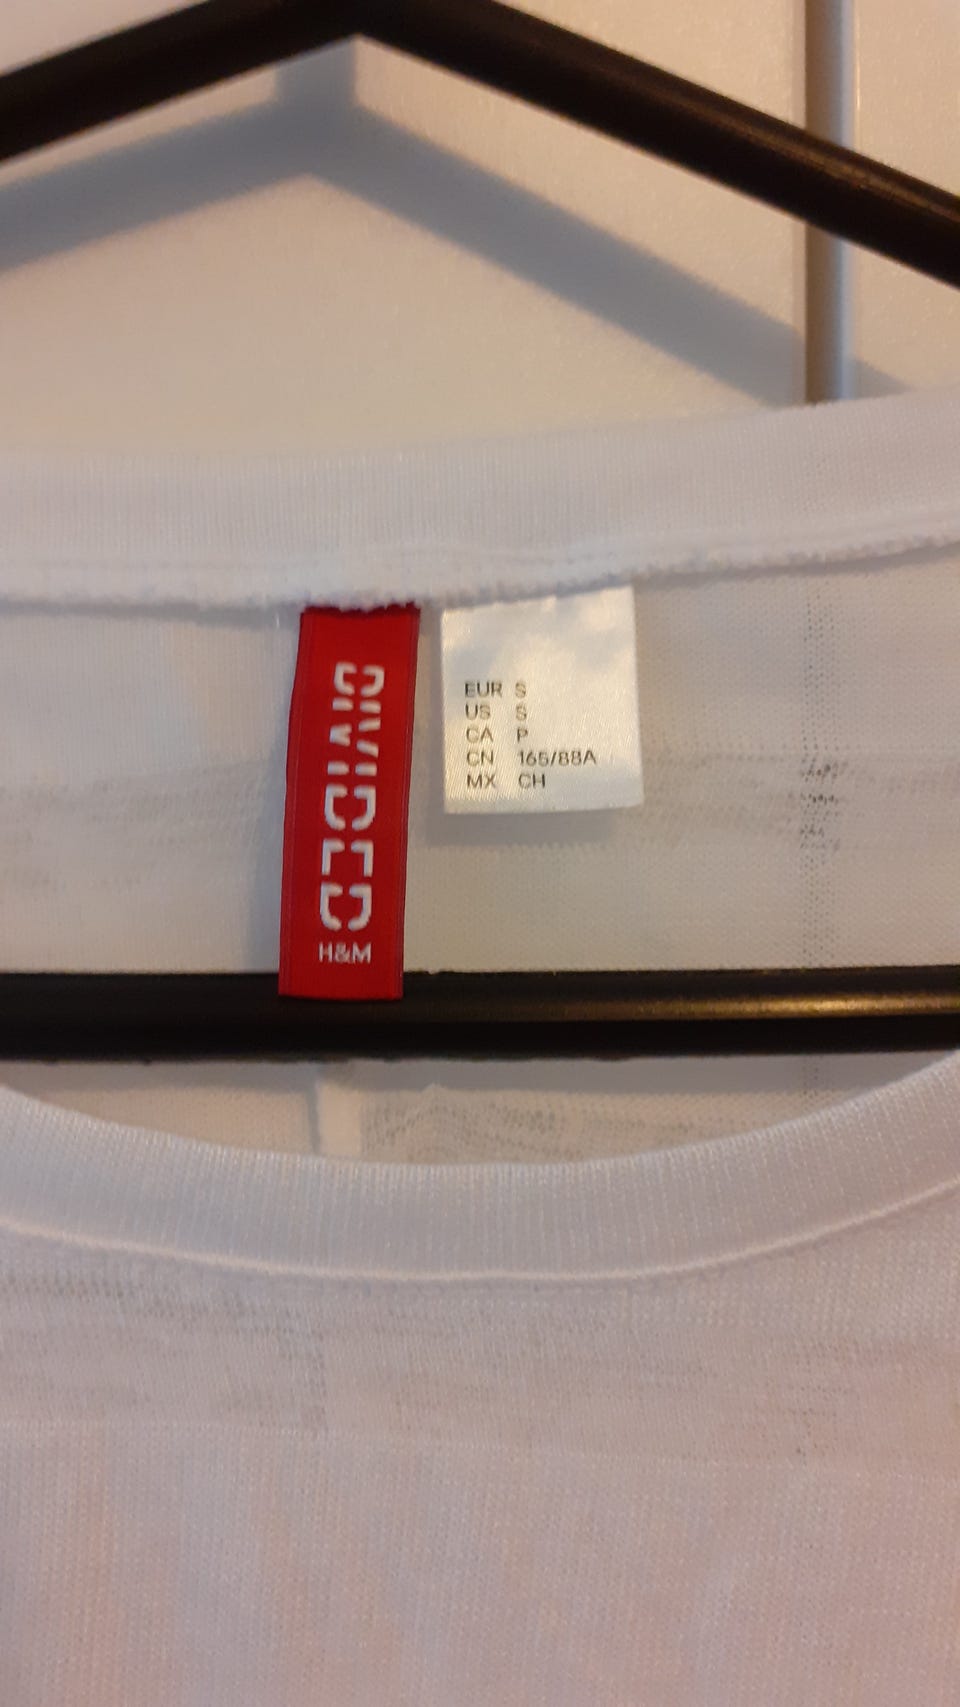 DIVIDED
H&M
EUR S
US S
CA P
CN 165/88A
MX CH